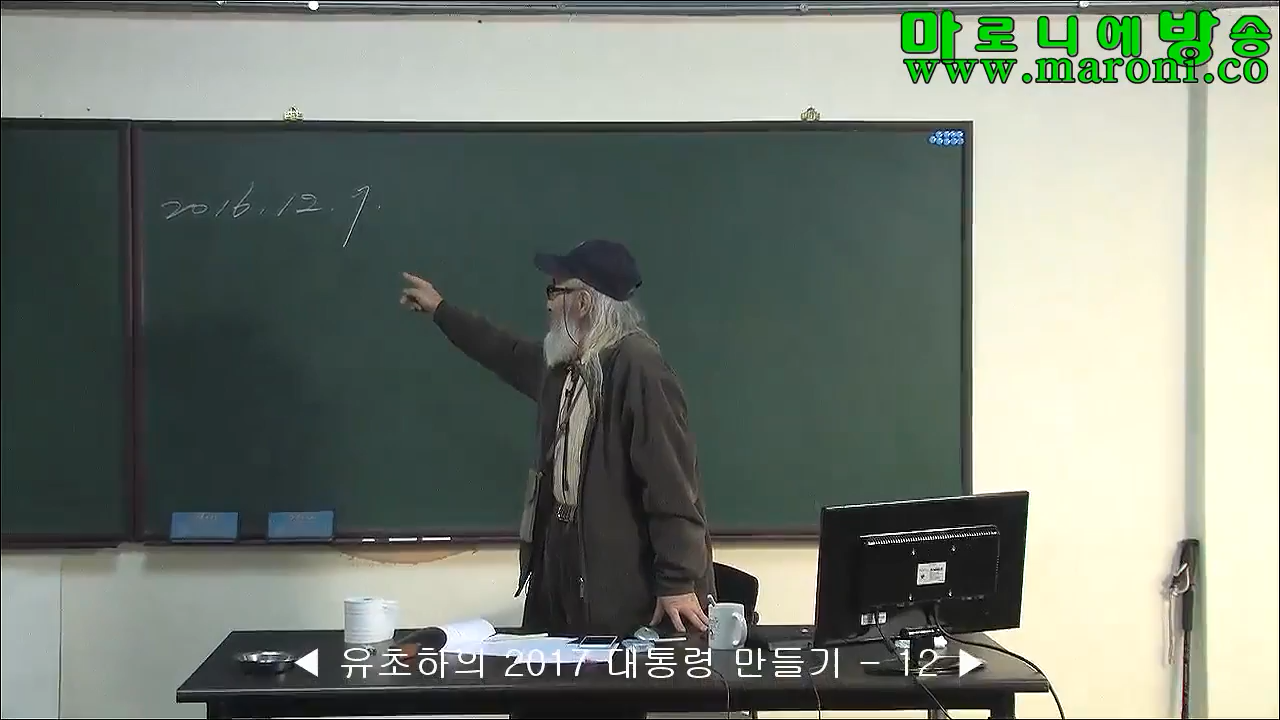 마로니에방송
www.maroni.co
2016.12.9.
◀ 유초하의 2017 대통령 만들기 - 12 ▶